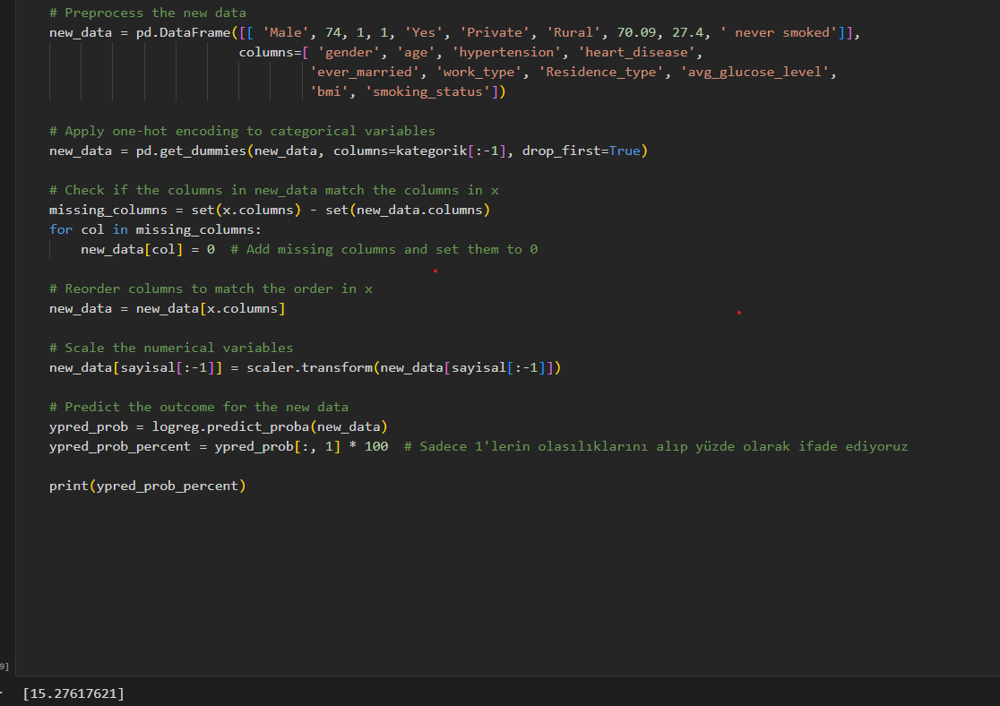 # Preprocess the new data
new_data = pd.DataFrame([[ 'Male', 74, 1, 1, 'Yes', 'Private', 'Rural', 70.09, 27.4, ' never smoked']],
columns=[ 'gender', 'age', 'hypertension', 'heart_disease',
'ever_married', 'work_type', 'Residence_type', 'avg_glucose_level',
'bmi', 'smoking_status'])
# Apply one-hot encoding to categorical variables
new_data = pd.get_dummies(new_data, columns=kategorik[:-1], drop_first=True)
# Check if the columns in new_data match the columns in x
missing_columns = set(x.columns) - set(new_data.columns)
for col in missing_columns:
new_data[col] = 0  # Add missing columns and set them to 0
# Reorder columns to match the order in x
new_data = new_data[x.columns]
# Scale the numerical variables
new_data[sayisal[:-1]] = scaler.transform(new_data[sayisal[:-1]])
# Predict the outcome for the new data
ypred_prob = logreg.predict_proba(new_data)
ypred_prob_percent = ypred_prob[:, 1] * 100  # Sadece 1'lerin olasılıklarını alıp yüzde olarak ifade ediyoruz
print(ypred_prob_percent)
9]
[15.27617621]